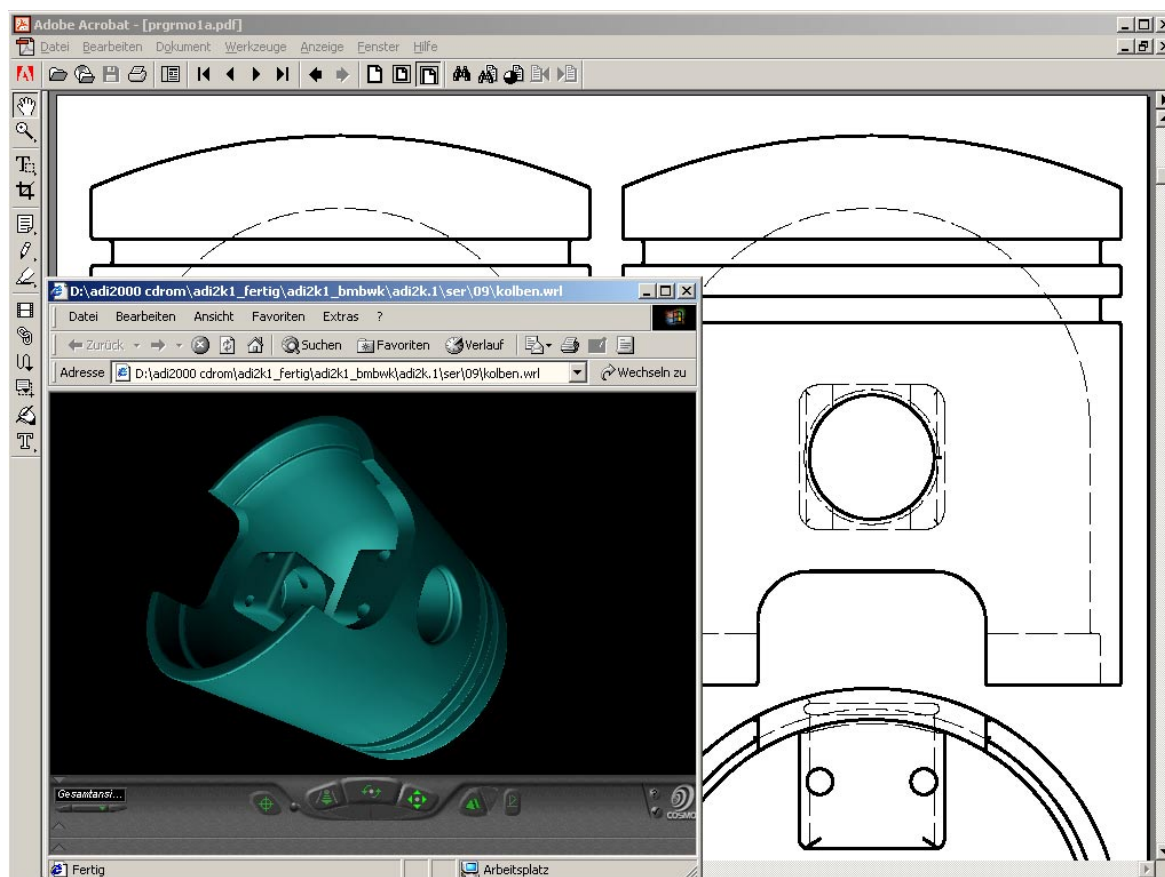 Adobe Acrobat - [prgrmo1a.pdf]
Datei Bearbeiten Dokument Werkzeuge Anzeige Fenster Hilfe
D:\adi2000 cdrom\adi2k1_fertig\adi2k1_bmbwk\adi2k.1\ser\09\kolben.wrl
Datei Bearbeiten Ansicht Favoriten Extras ?
Zurück Suchen Favoriten Verlauf
Adresse D:\adi2000 cdrom\adi2k1_fertig\adi2k1_bmbwk\adi2k.1\ser\09\kolben.wrl Wechseln zu
Gesamtansi...
COSMO
Fertig Arbeitsplatz